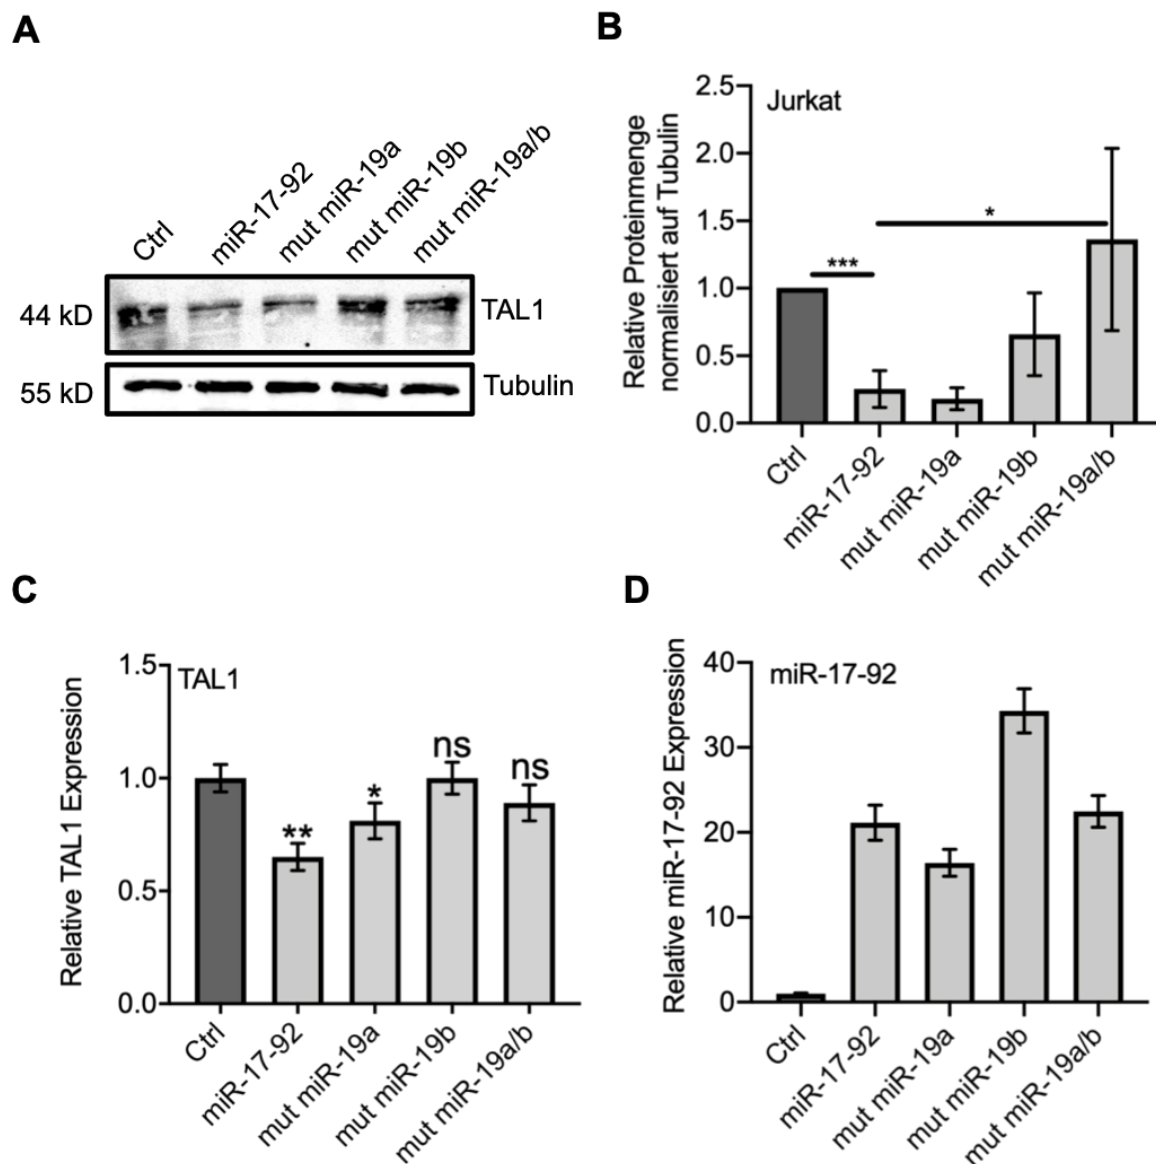 A
Ctrl
miR-17-92
mut miR-19a
mut miR-19b
mut miR-19a/b
44 kD
TAL1
55 kD
Tubulin
B
Relative Proteinmenge
normalisiert auf Tubulin
2.5
2.0
1.5
1.0
0.5
0.0
Jurkat
***
*
Ctrl
miR-17-92
mut miR-19a
mut miR-19b
mut miR-19a/b
C
Relative TAL1 Expression
1.5
1.0
0.5
0.0
TAL1
**
*
ns
ns
Ctrl
miR-17-92
mut miR-19a
mut miR-19b
mut miR-19a/b
D
Relative miR-17-92 Expression
40
30
20
10
0
miR-17-92
Ctrl
miR-17-92
mut miR-19a
mut miR-19b
mut miR-19a/b